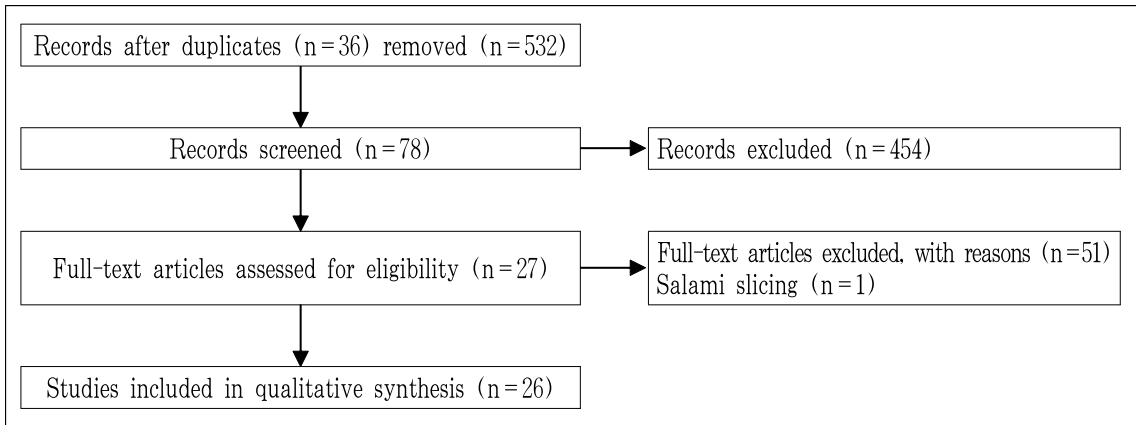 Records after duplicates (n=36) removed (n=532)
Records screened (n=78)
Records excluded (n=454)
Full-text articles assessed for eligibility (n=27)
Full-text articles excluded, with reasons (n=51)
Salami slicing (n=1)
Studies included in qualitative synthesis (n=26)